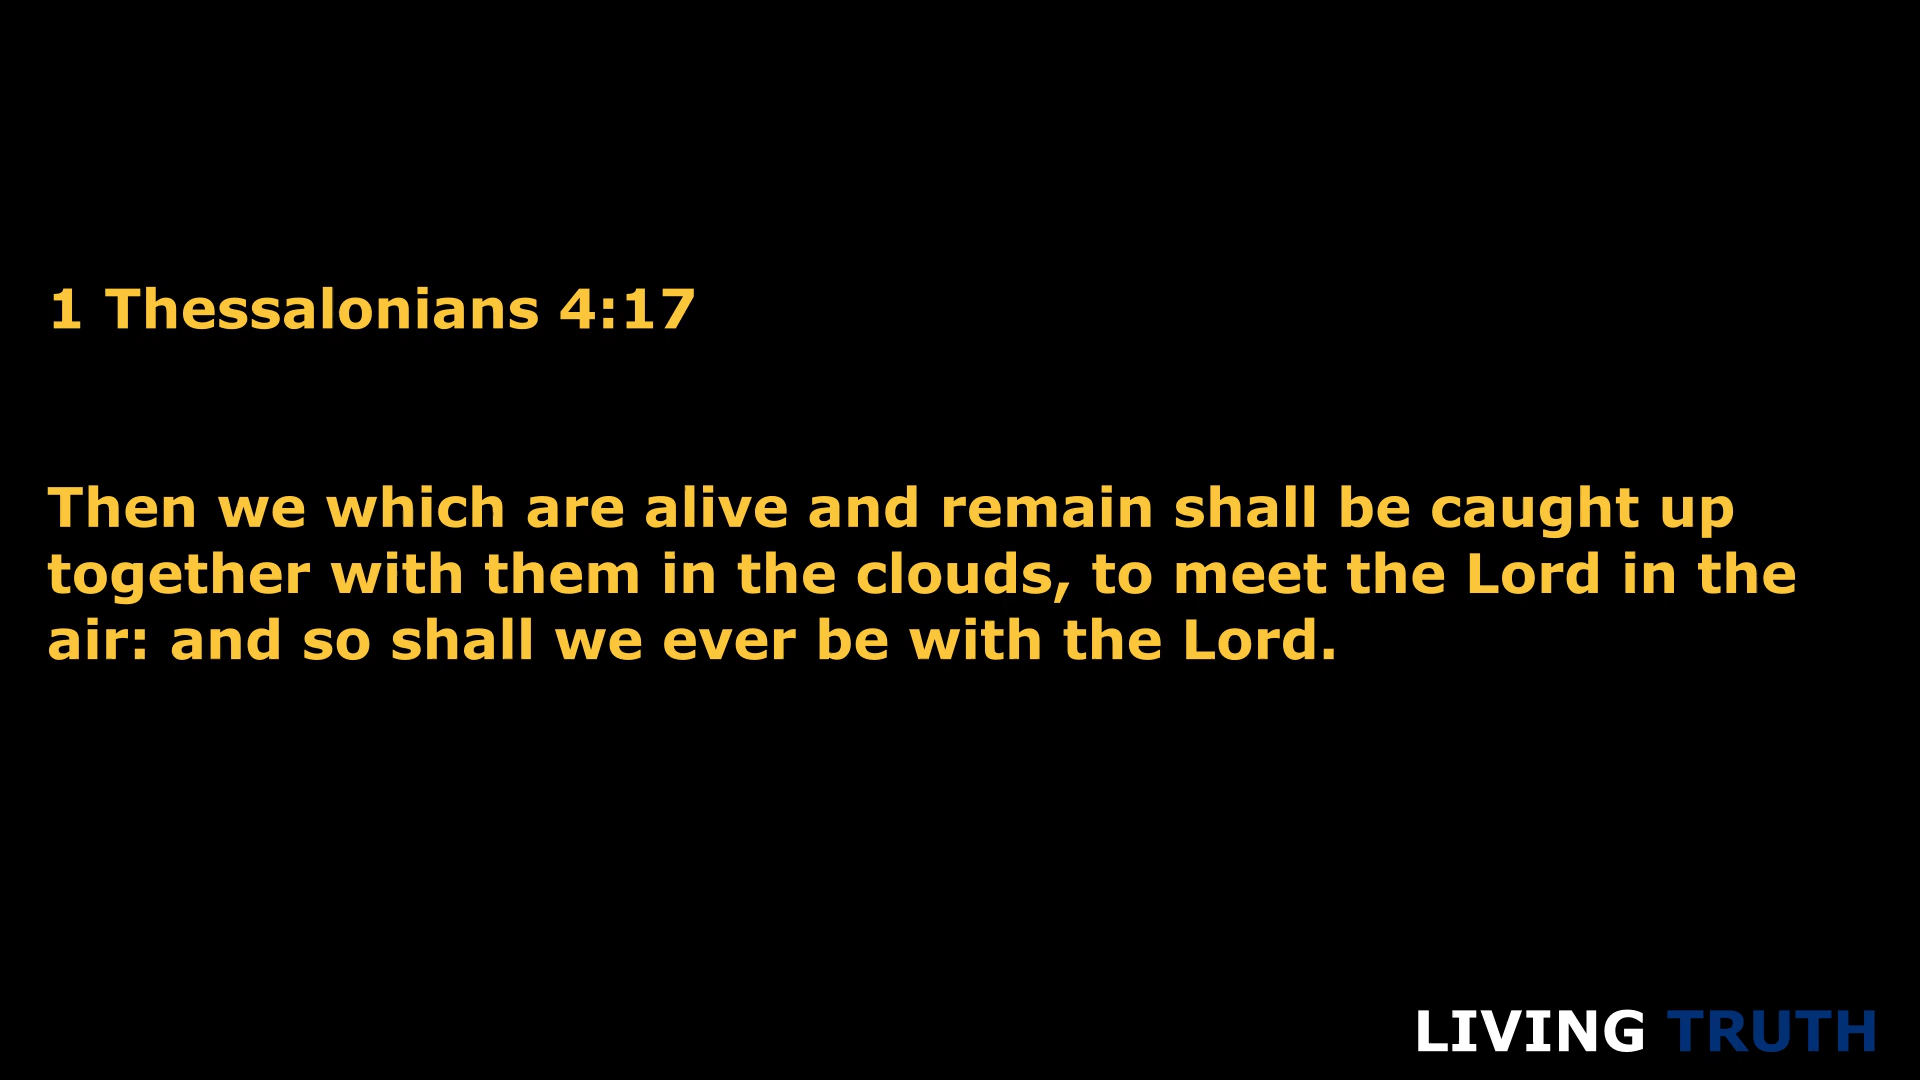 1 Thessalonians 4:17
Then we which are alive and remain shall be caught up
together with them in the clouds, to meet the Lord in the
air: and so shall we ever be with the Lord.
LIVING TRUTH